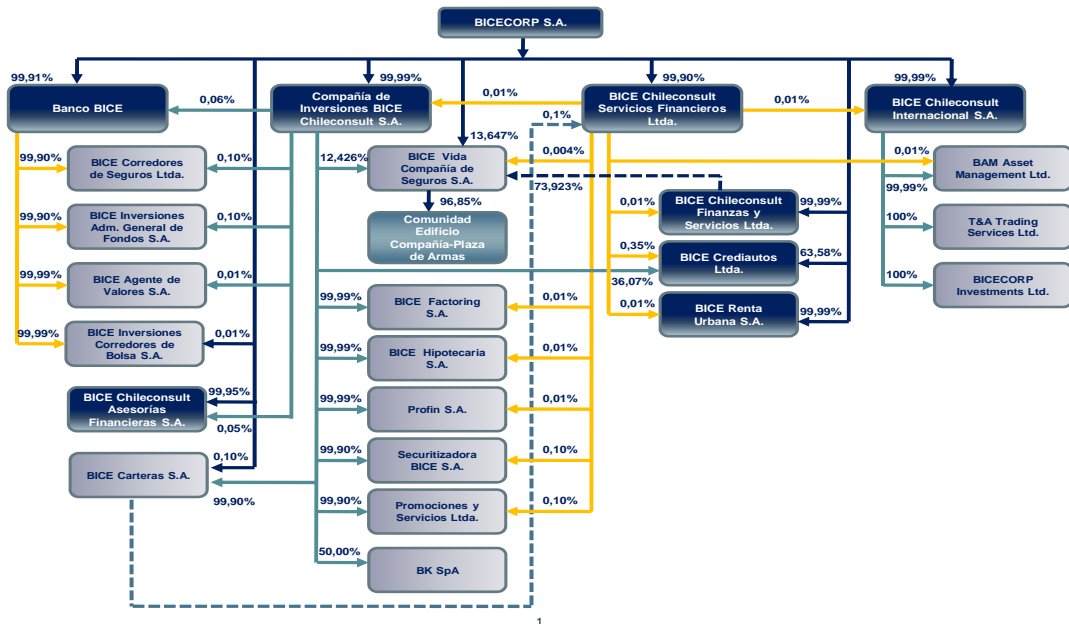 BICECORP S.A.
99,91%
99,99%
99,90%
99,99%
Banco BICE
0,06%
Compañía de
Inversiones BICE
Chileconsult S.A.
0,01%
BICE Chileconsult
Servicios Financieros
Ltda.
0,01%
BICE Chileconsult
Internacional S.A.
0,1%
13,647%
99,90%
BICE Corredores
de Seguros Ltda.
0,10%
12,426%
BICE Vida
Compañía de
Seguros S.A.
0,004%
0,01%
BAM Asset
Management Ltd.
99,99%
73,923%
96,85%
99,90%
BICE Inversiones
Adm. General de
Fondos S.A.
0,10%
Comunidad
Edificio
Compañía-Plaza
de Armas
0,01%
BICE Chileconsult
Finanzas y
Servicios Ltda.
99,99%
100%
T&A Trading
Services Ltd.
0,35%
BICE Crediautos
Ltda.
63,58%
36,07%
99,99%
BICE Agente de
Valores S.A.
0,01%
100%
BICECORP
Investments Ltd.
99,99%
BICE Factoring
S.A.
0,01%
0,01%
BICE Renta
Urbana S.A.
99,99%
99,99%
BICE Inversiones
Corredores de
Bolsa S.A.
0,01%
99,99%
BICE Hipotecaria
S.A.
0,01%
BICE Chileconsult
Asesorías
Financieras S.A.
99,95%
0,05%
99,99%
Profin S.A.
0,01%
BICE Carteras S.A.
0,10%
99,90%
99,90%
Securitizadora
BICE S.A.
0,10%
99,90%
Promociones y
Servicios Ltda.
0,10%
50,00%
BK SpA
1